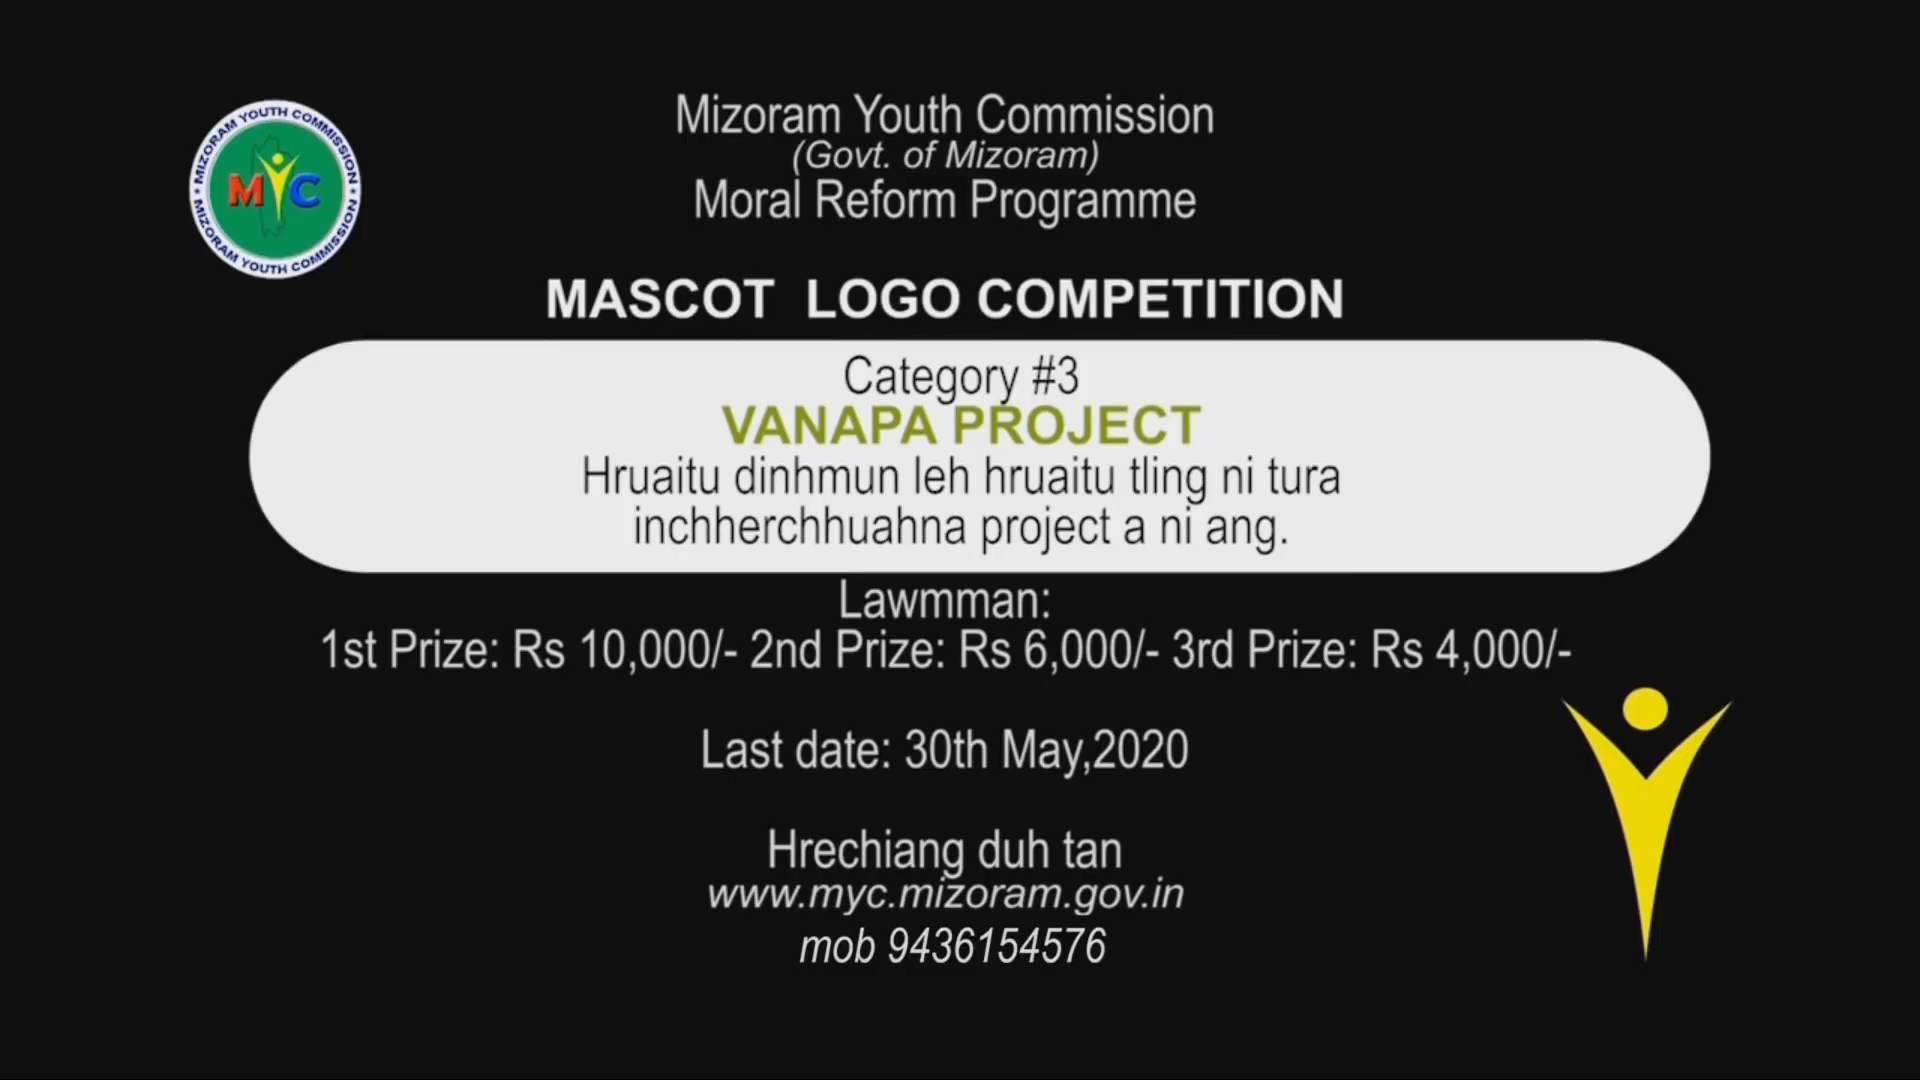 MIZORAM YOUTH COMMISSION
MYC
MIZORAM YOUTH COMMISSION
Mizoram Youth Commission
(Govt. of Mizoram)
Moral Reform Programme
MASCOT LOGO COMPETITION
Category #3
VANAPA PROJECT
Hruaitu dinhmun leh hruaitu tling ni tura
inchherchhuahna project a ni ang.
Lawmman:
1st Prize: Rs 10,000/- 2nd Prize: Rs 6,000/- 3rd Prize: Rs 4,000/-
Last date: 30th May,2020
Hrechiang duh tan
www.myc.mizoram.gov.in
mob 9436154576